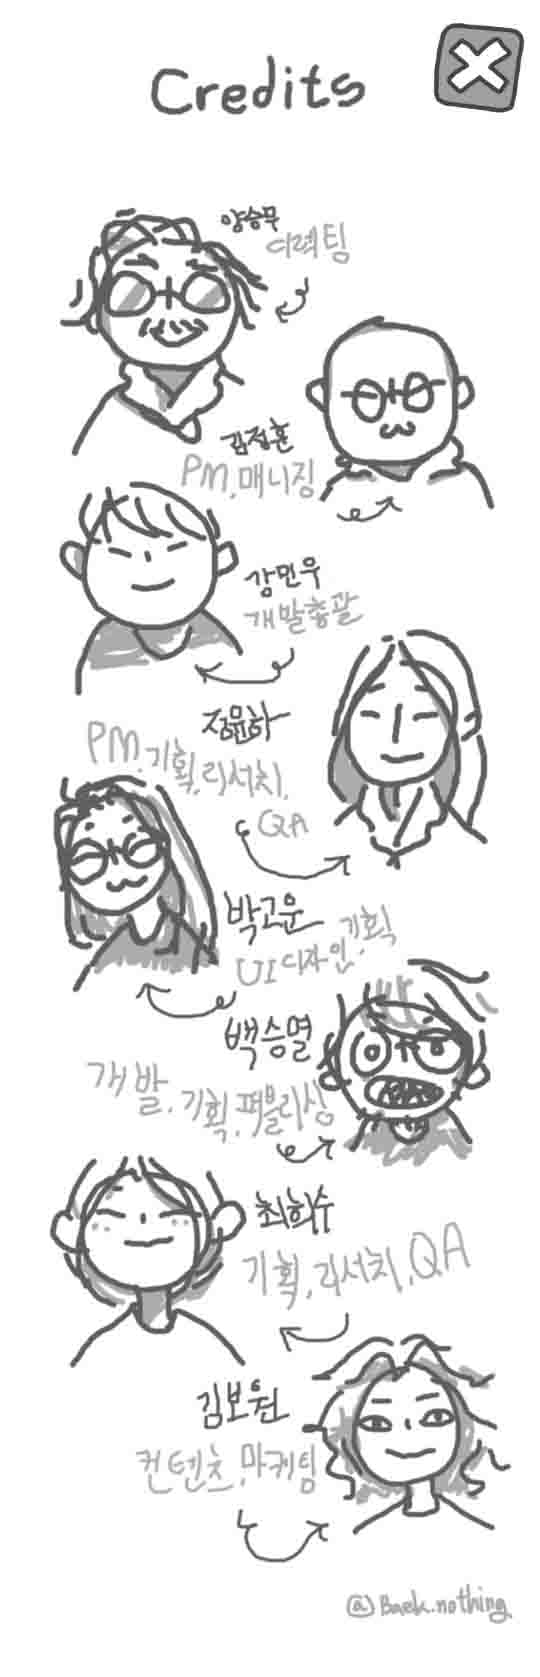 Credits
양승무
여력팀
김정훈
PM, 매니징
강민우
개발총괄
정윤하
PM, 기획, 리서치,
QA
박고운
UI디자인, 기획
백승열
개발, 기획, 퍼블리싱
최희수
기획, 리서치, QA
김보원
컨텐츠, 마케팅
@Baek.nothing